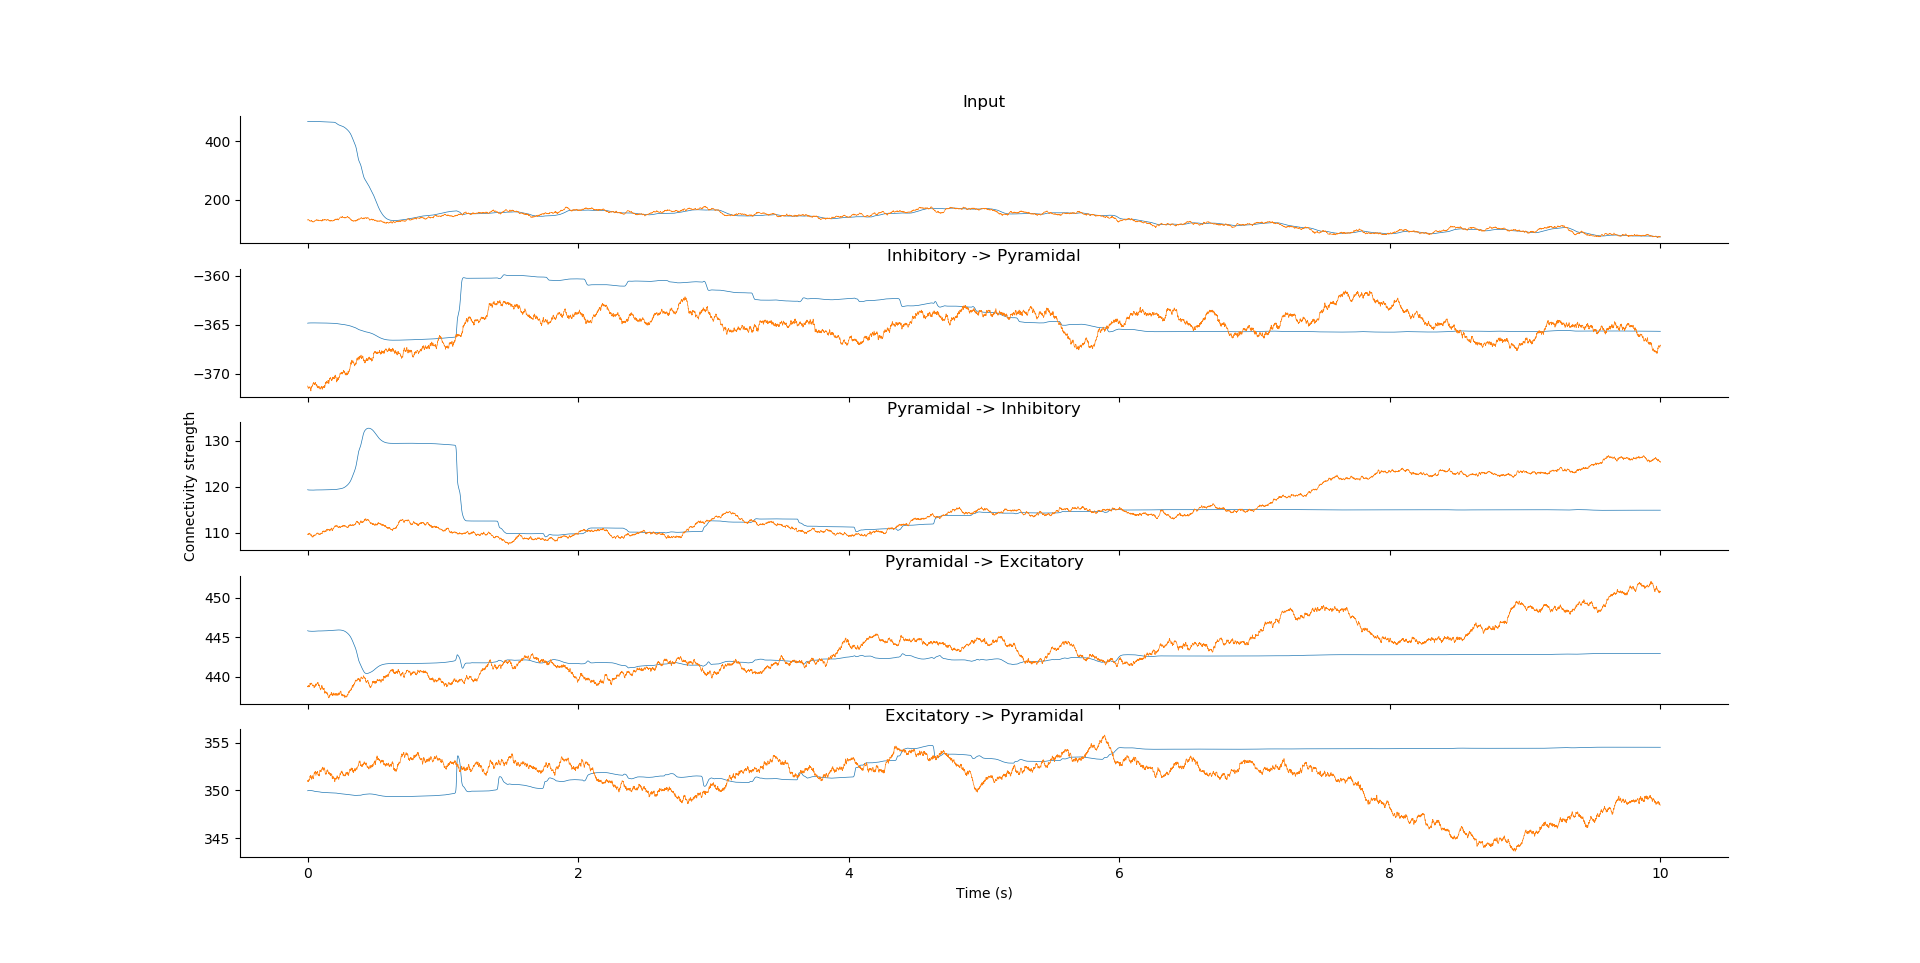 Input
400
200
Inhibitory -> Pyramidal
−360
−365
−370
Pyramidal -> Inhibitory
130
120
110
Connectivity strength
Pyramidal -> Excitatory
450
445
440
Excitatory -> Pyramidal
355
350
345
0 2 4 6 8 10
Time (s)